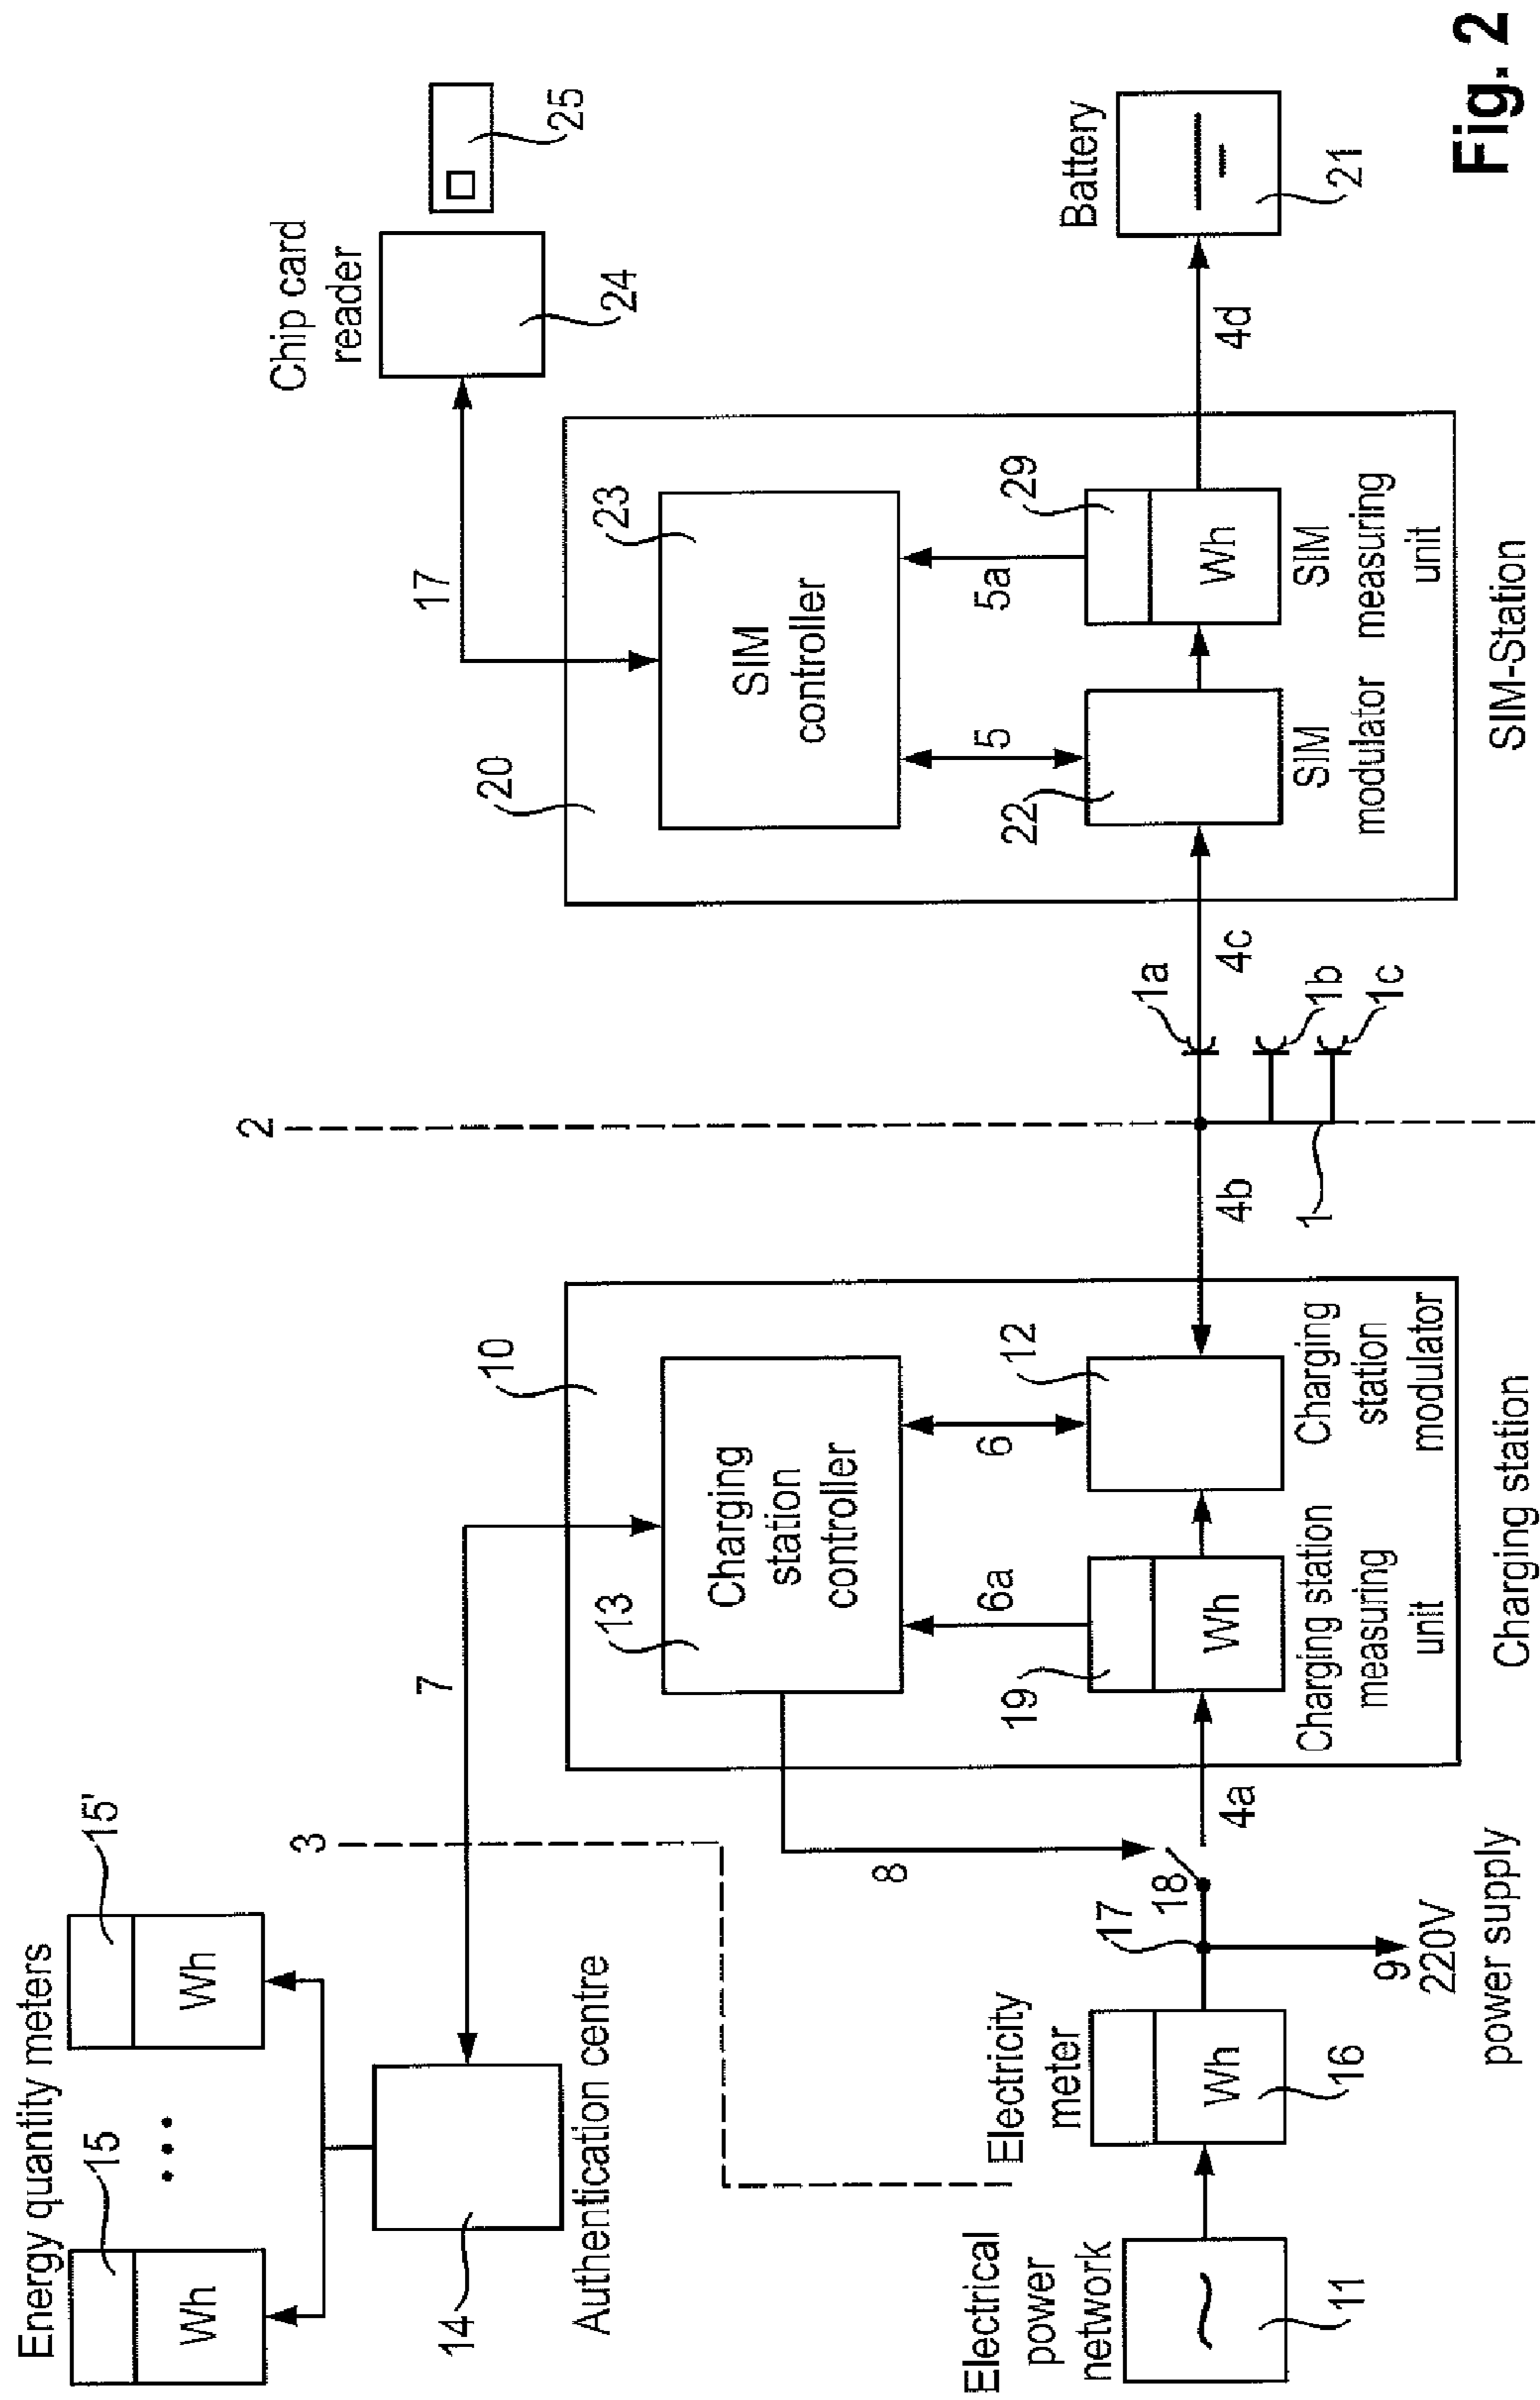 Energy quantity meters
15
15'
Wh
Wh
...
14
Authentication centre
3
7
2
17
Chip card
reader
24
25
10
13
Charging
station
controller
8
6a
6
19
Wh
12
Charging station
measuring
unit
Charging
station
modulator
Charging station
20
23
SIM
controller
5
5a
22
29
Wh
SIM
modulator
SIM
measuring
unit
SIM-Station
Electrical
power
network
11
Electricity
meter
Wh
16
17
18
9
220V
power supply
4a
4b
1
1a
1b
1c
4c
4d
Battery
21
Fig. 2